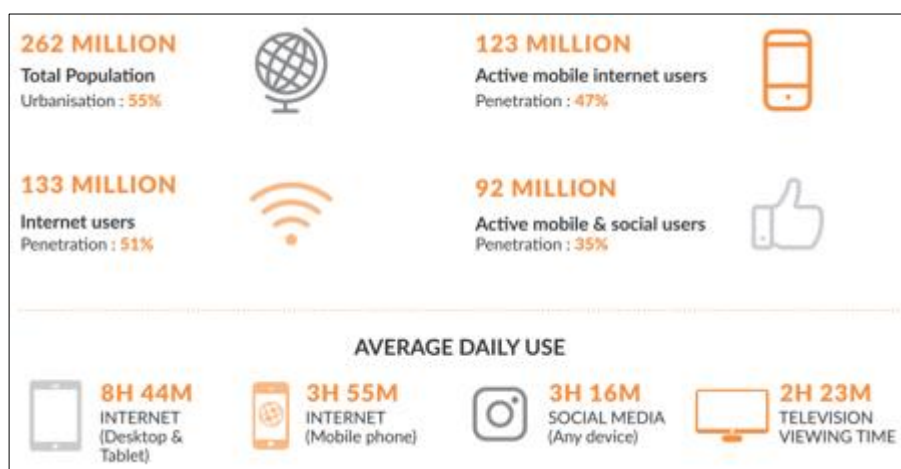 262 MILLION
Total Population
Urbanisation : 55%
123 MILLION
Active mobile internet users
Penetration : 47%
133 MILLION
Internet users
Penetration : 51%
92 MILLION
Active mobile & social users
Penetration : 35%
AVERAGE DAILY USE
8H 44M
INTERNET
(Desktop &
Tablet)
3H 55M
INTERNET
(Mobile phone)
3H 16M
SOCIAL MEDIA
(Any device)
2H 23M
TELEVISION
VIEWING TIME